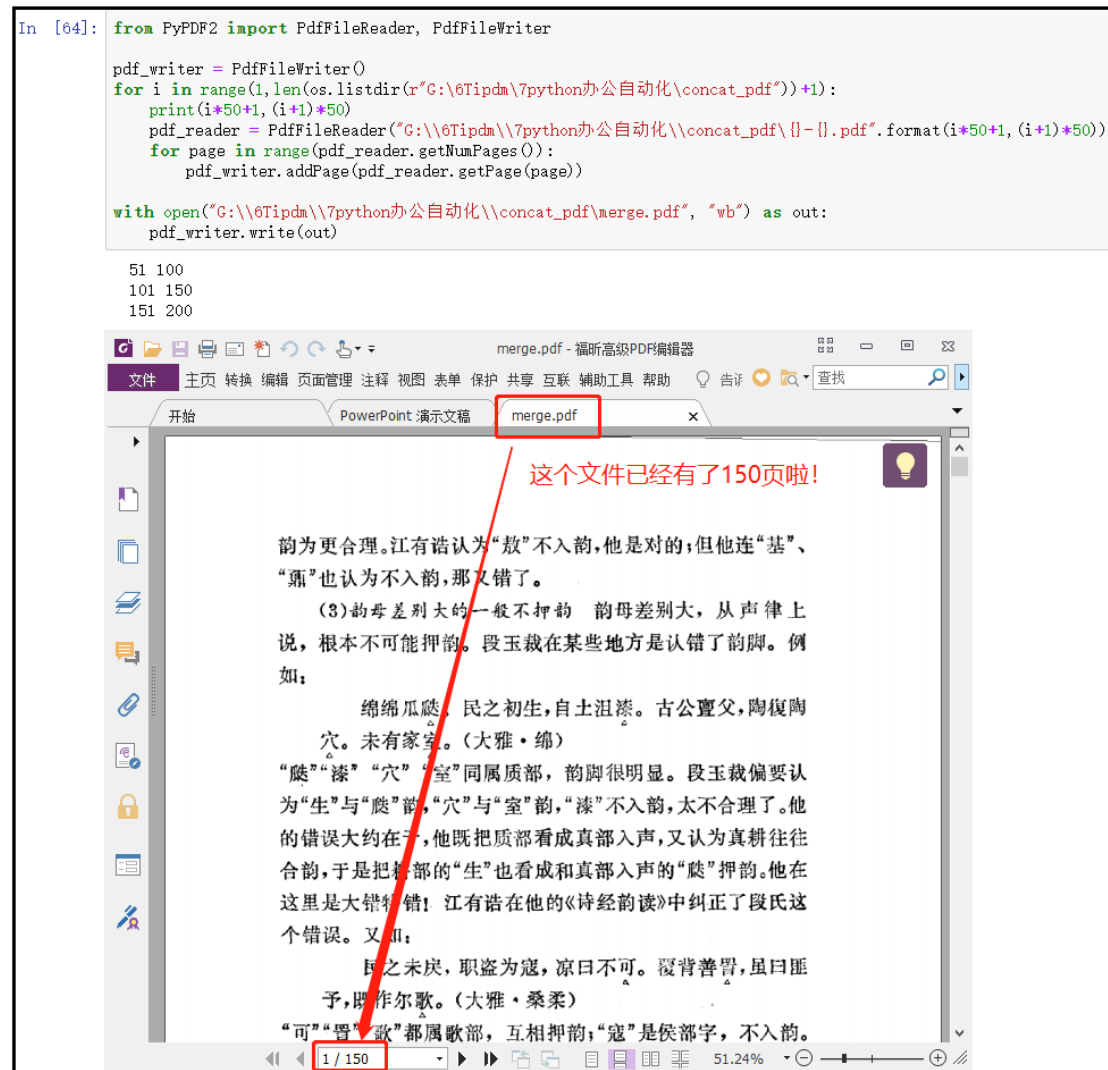 In [64]: from PyPDF2 import PdfFileReader, PdfFileWriter
pdf_writer = PdfFileWriter()
for i in range(1,len(os.listdir(r"G:\6Tipdm\7python办公自动化\concat_pdf"))+1):
print(i*50+1,(i+1)*50)
pdf_reader = PdfFileReader("G:\\6Tipdm\\7python办公自动化\\concat_pdf\{}-{}.pdf".format(i*50+1,(i+1)*50))
for page in range(pdf_reader.getNumPages()):
pdf_writer.addPage(pdf_reader.getPage(page))
with open("G:\\6Tipdm\\7python办公自动化\\concat_pdf\merge.pdf", "wb") as out:
pdf_writer.write(out)
51 100
101 150
151 200
merge.pdf - 福昕高级PDF编辑器
文件 主页 转换 编辑 页面管理 注释 视图 表单 保护 共享 互联 辅助工具 帮助 告诉 查找
开始 PowerPoint 演示文稿 merge.pdf
这个文件已经有了150页啦!
韵为更合理。江有诰认为“敖”不入韵,他是对的;但他连“基”、
“鼒”也认为不入韵,那又错了。
(3)韵母差别大的一般不押韵 韵母差别大,从声律上
说,根本不可能押韵。段玉裁在某些地方是认错了韵脚。例
如:
绵绵瓜瓞。民之初生,自土沮漆。古公亶父,陶復陶
穴。未有家室。(大雅·绵)
“瓞”“漆”“穴”“室”同属质部,韵脚很明显。段玉裁偏要认
为“生”与“瓞”韵,“穴”与“室”韵,“漆”不入韵,太不合理了。他
的错误大约在于,他既把质部看成真部入声,又认为真耕往往
合韵,于是把耕部的“生”也看成和真部入声的“瓞”押韵。他在
这里是大错特错!江有诰在他的《诗经韵读》中纠正了段氏这
个错误。又如:
民之未戾,职盗为寇,凉曰不可。覆背善詈,虽曰匪
予,既作尔歌。(大雅·桑柔)
“可”“詈”“歌”都属歌部,互相押韵;“寇”是侯部字,不入韵。
1 / 150 51.24%